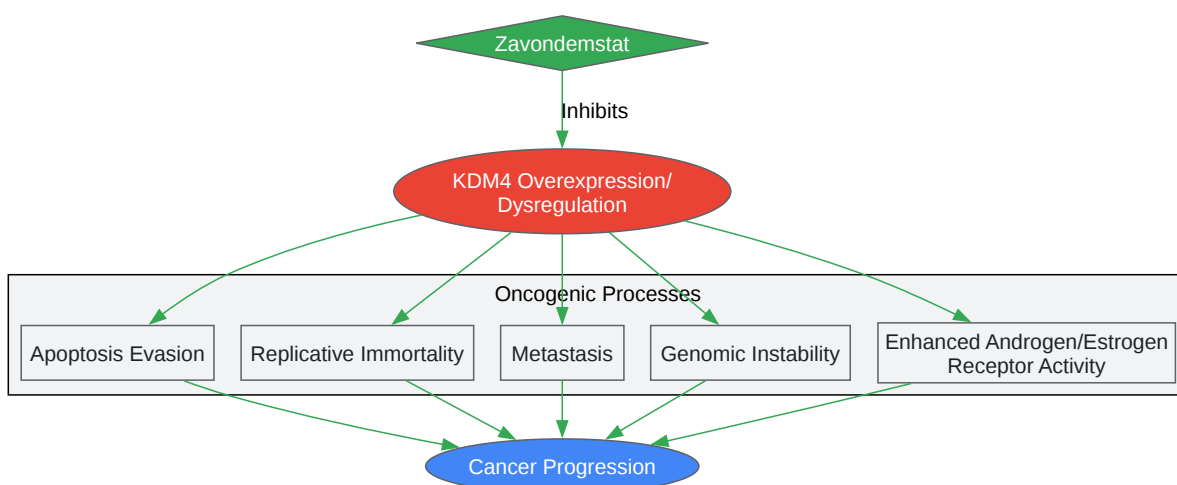 Zavondemstat
Inhibits
KDM4 Overexpression/
Dysregulation
Oncogenic Processes
Apoptosis Evasion
Replicative Immortality
Metastasis
Genomic Instability
Enhanced Androgen/Estrogen
Receptor Activity
Cancer Progression